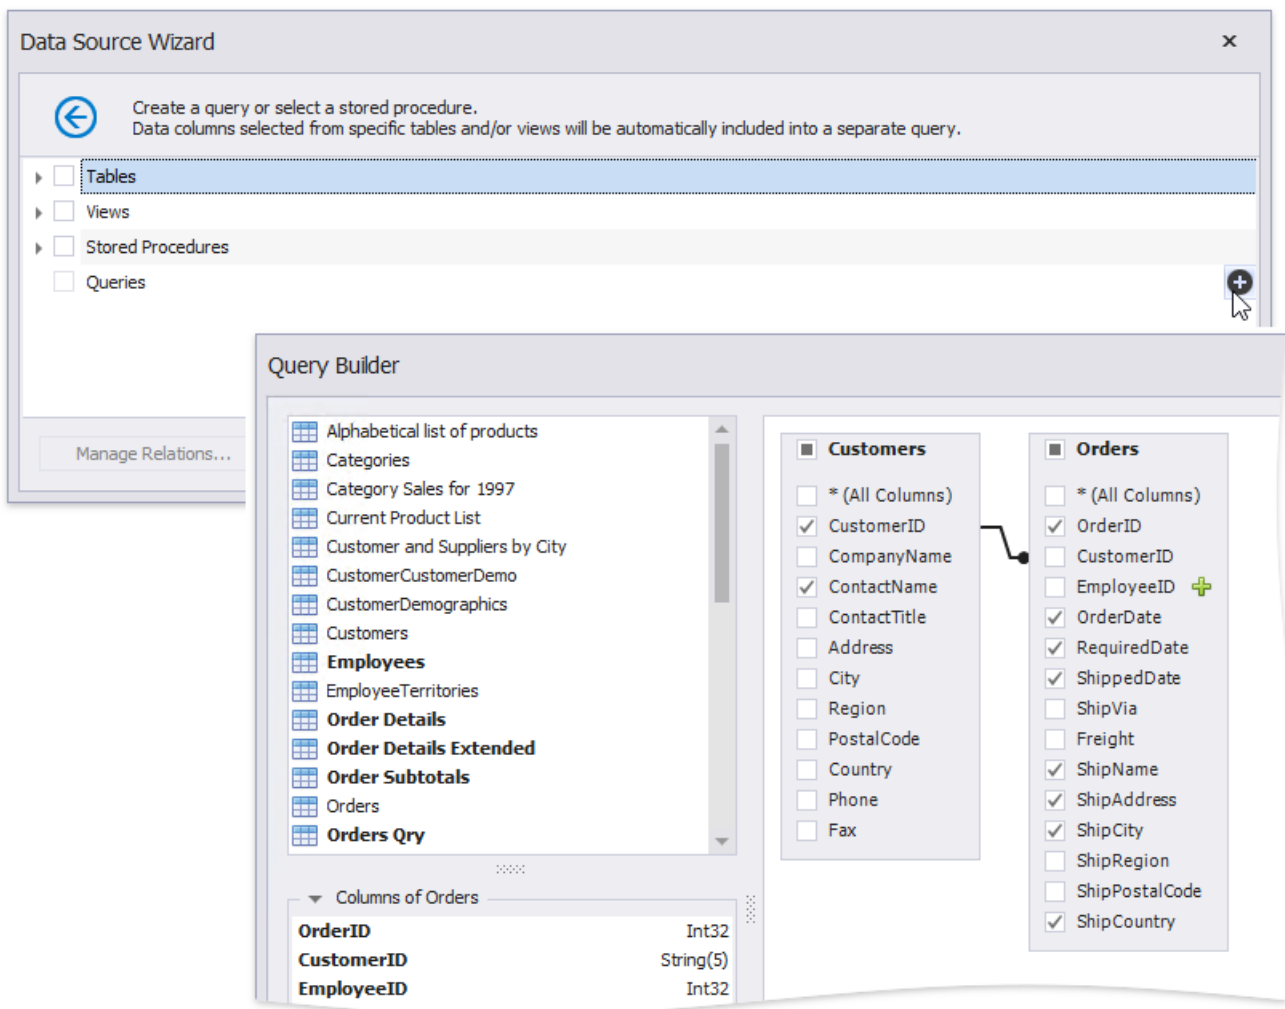 Data Source Wizard
Create a query or select a stored procedure.
Data columns selected from specific tables and/or views will be automatically included into a separate query.
Tables
Views
Stored Procedures
Queries
Manage Relations...
Query Builder
Alphabetical list of products
Categories
Category Sales for 1997
Current Product List
Customer and Suppliers by City
CustomerCustomerDemo
CustomerDemographics
Customers
Employees
EmployeeTerritories
Order Details
Order Details Extended
Order Subtotals
Orders
Orders Qry
Columns of Orders
OrderID Int32
CustomerID String(5)
EmployeeID Int32
Customers
* (All Columns)
CustomerID
CompanyName
ContactName
ContactTitle
Address
City
Region
PostalCode
Country
Phone
Fax
Orders
* (All Columns)
OrderID
CustomerID
EmployeeID
OrderDate
RequiredDate
ShippedDate
ShipVia
Freight
ShipName
ShipAddress
ShipCity
ShipRegion
ShipPostalCode
ShipCountry